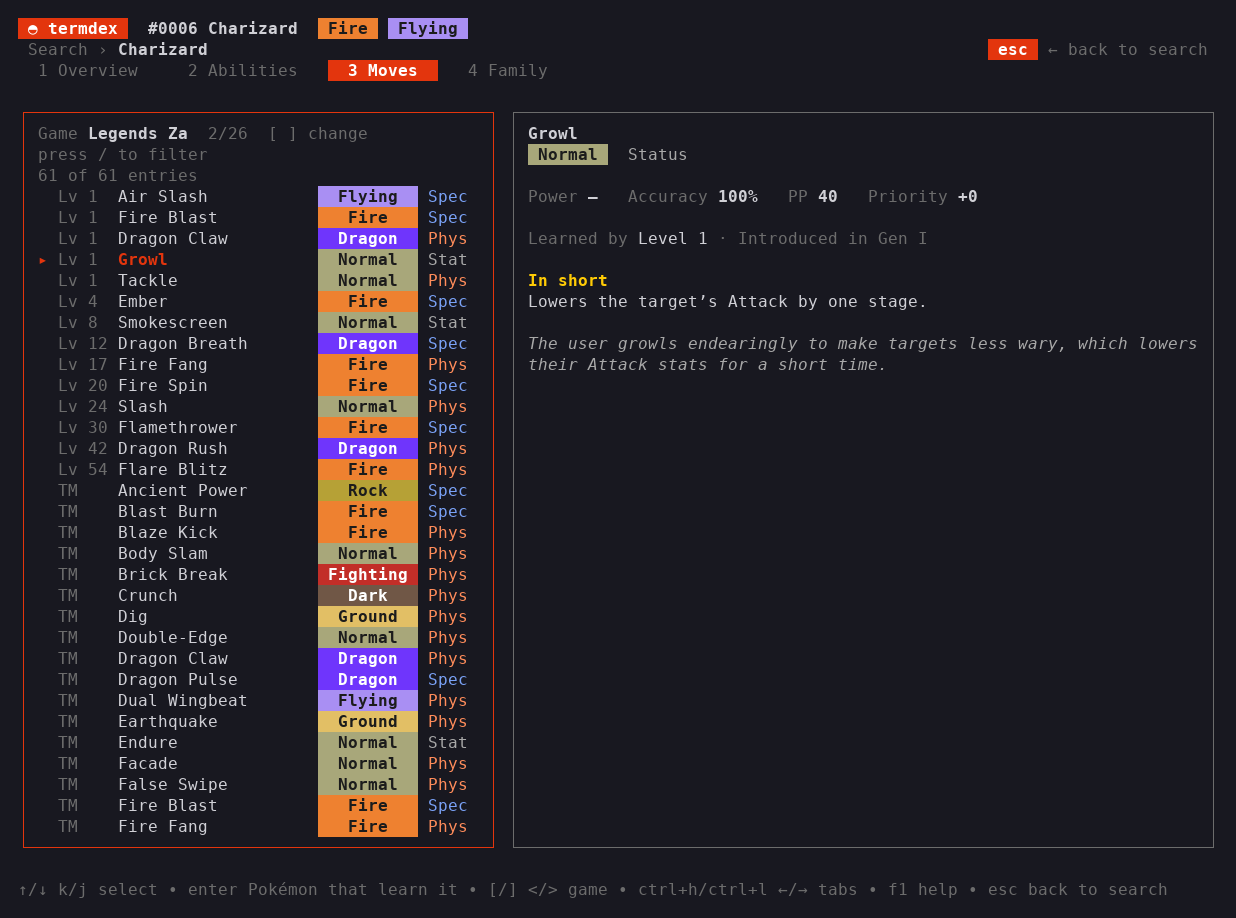 ◓ termdex #0006 Charizard Fire Flying
Search › Charizard esc ← back to search
1 Overview 2 Abilities 3 Moves 4 Family
Game Legends Za 2/26 [ ] change
press / to filter
61 of 61 entries
Lv 1 Air Slash Flying Spec
Lv 1 Fire Blast Fire Spec
Lv 1 Dragon Claw Dragon Phys
▸ Lv 1 Growl Normal Stat
Lv 1 Tackle Normal Phys
Lv 4 Ember Fire Spec
Lv 8 Smokescreen Normal Stat
Lv 12 Dragon Breath Dragon Spec
Lv 17 Fire Fang Fire Phys
Lv 20 Fire Spin Fire Spec
Lv 24 Slash Normal Phys
Lv 30 Flamethrower Fire Spec
Lv 42 Dragon Rush Dragon Phys
Lv 54 Flare Blitz Fire Phys
TM Ancient Power Rock Spec
TM Blast Burn Fire Spec
TM Blaze Kick Fire Phys
TM Body Slam Normal Phys
TM Brick Break Fighting Phys
TM Crunch Dark Phys
TM Dig Ground Phys
TM Double-Edge Normal Phys
TM Dragon Claw Dragon Phys
TM Dragon Pulse Dragon Spec
TM Dual Wingbeat Flying Phys
TM Earthquake Ground Phys
TM Endure Normal Stat
TM Facade Normal Phys
TM False Swipe Normal Phys
TM Fire Blast Fire Spec
TM Fire Fang Fire Phys
Growl
Normal Status
Power — Accuracy 100% PP 40 Priority +0
Learned by Level 1 · Introduced in Gen I
In short
Lowers the target’s Attack by one stage.
The user growls endearingly to make targets less wary, which lowers
their Attack stats for a short time.
↑/↓ k/j select • enter Pokémon that learn it • [/] </> game • ctrl+h/ctrl+l ←/→ tabs • f1 help • esc back to search